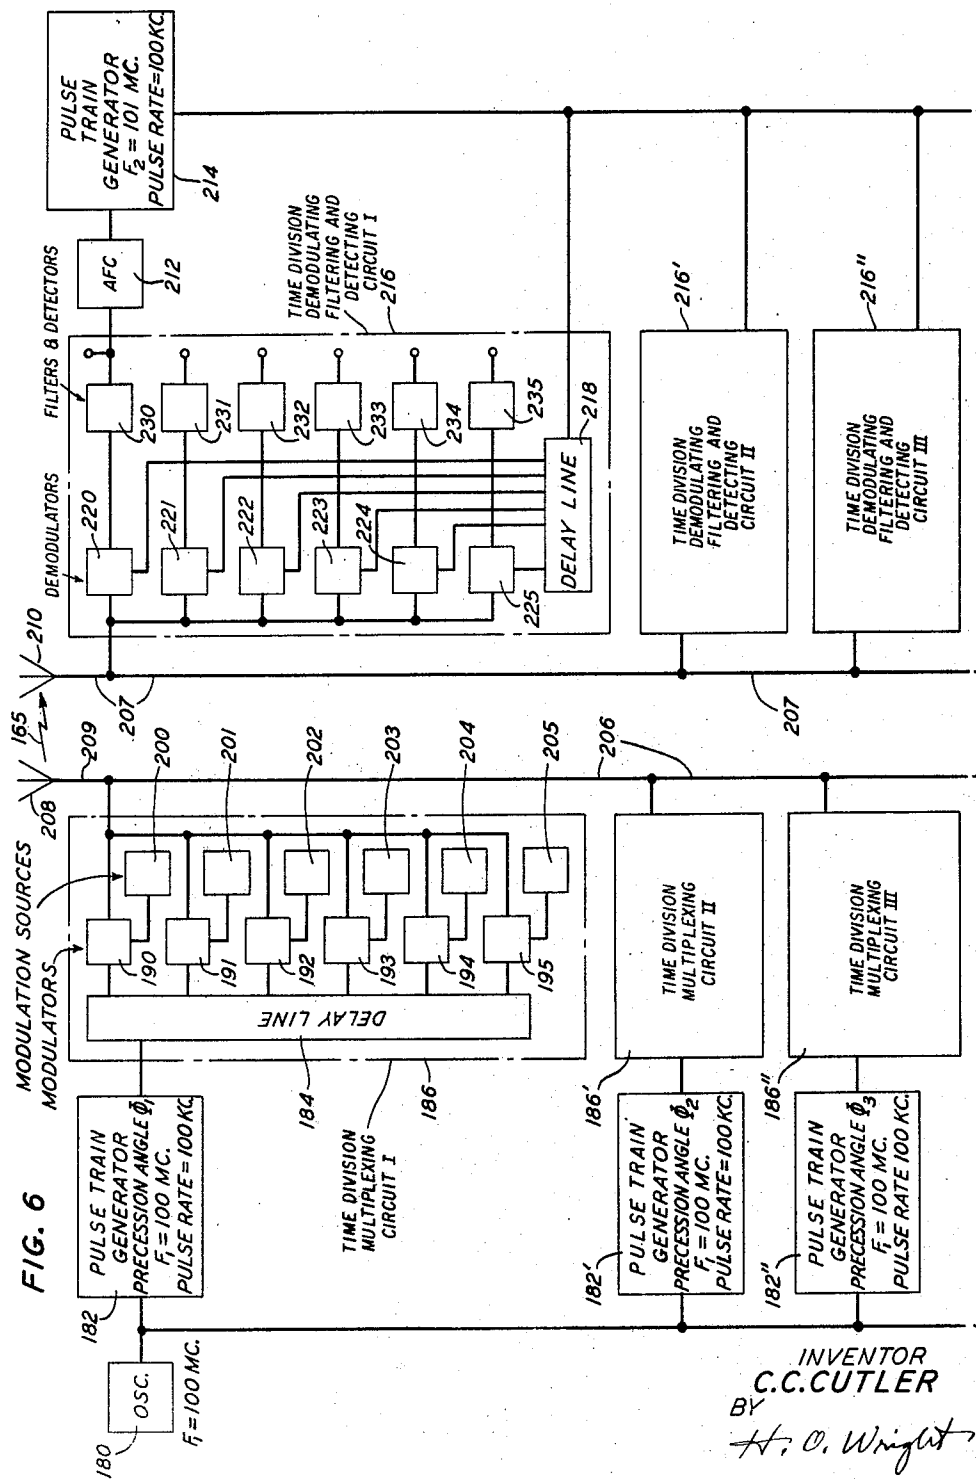 FIG. 6
OSC.
180
F₁ = 100 MC.
182
PULSE TRAIN
GENERATOR
PRECESSION ANGLE Φ₁
F₁ = 100 MC.
PULSE RATE = 100 KC.
182'
PULSE TRAIN
GENERATOR
PRECESSION ANGLE Φ₂
F₁ = 100 MC.
PULSE RATE = 100 KC.
182"
PULSE TRAIN
GENERATOR
PRECESSION ANGLE Φ₃
F₁ = 100 MC.
PULSE RATE 100 KC.
MODULATION SOURCES
MODULATORS
DELAY LINE
184
186
TIME DIVISION
MULTIPLEXING
CIRCUIT I
190
191
192
193
194
195
200
201
202
203
204
205
186'
TIME DIVISION
MULTIPLEXING
CIRCUIT II
186"
TIME DIVISION
MULTIPLEXING
CIRCUIT III
206
208
209
165
210
207
207
DEMODULATORS
220
221
222
223
224
225
DELAY LINE
218
FILTERS & DETECTORS
230
231
232
233
234
235
TIME DIVISION
DEMODULATING
FILTERING AND
DETECTING
CIRCUIT I
216
AFC
212
PULSE
TRAIN
GENERATOR
F₂ = 101 MC.
PULSE RATE=100KC.
214
216'
TIME DIVISION
DEMODULATING
FILTERING AND
DETECTING
CIRCUIT II
216"
TIME DIVISION
DEMODULATING
FILTERING AND
DETECTING
CIRCUIT III
INVENTOR
C.C.CUTLER
BY
H. O. Wright